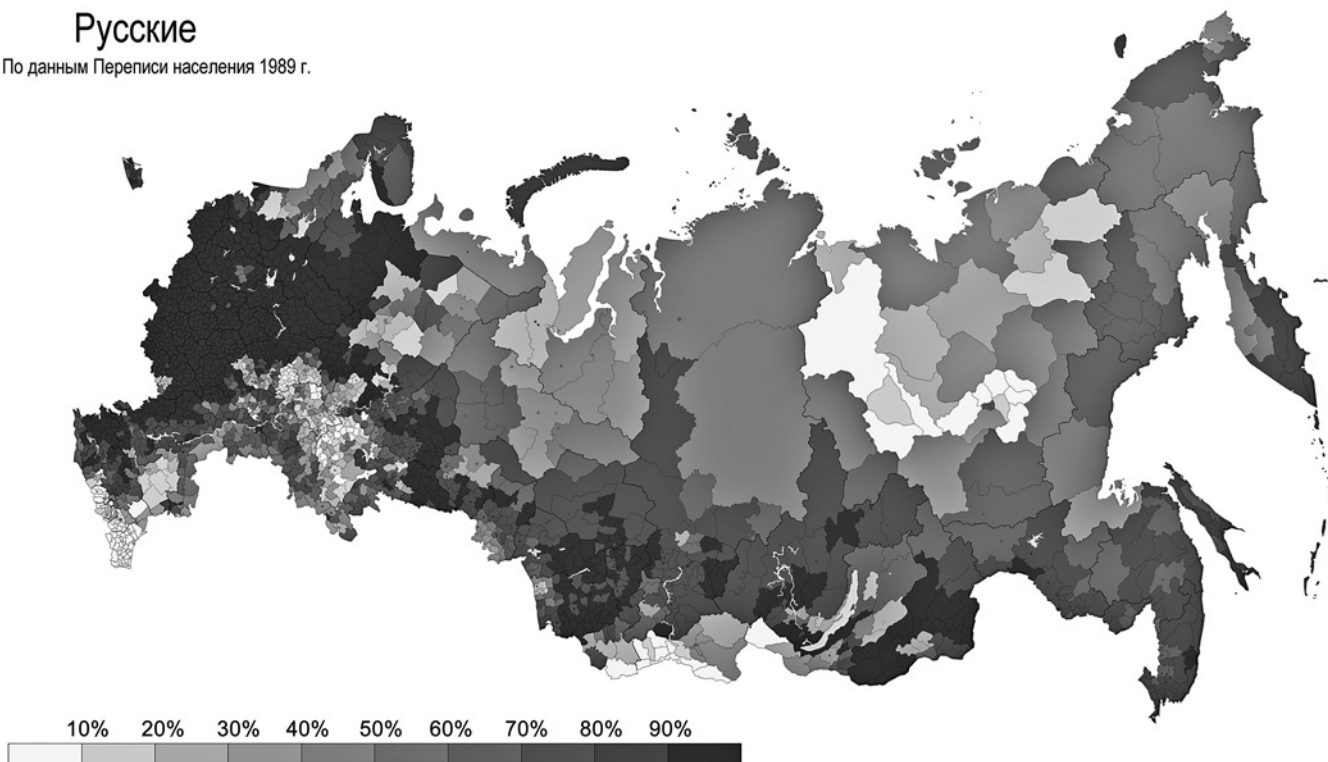 Русские
По данным Переписи населения 1989 г.
10% 20% 30% 40% 50% 60% 70% 80% 90%